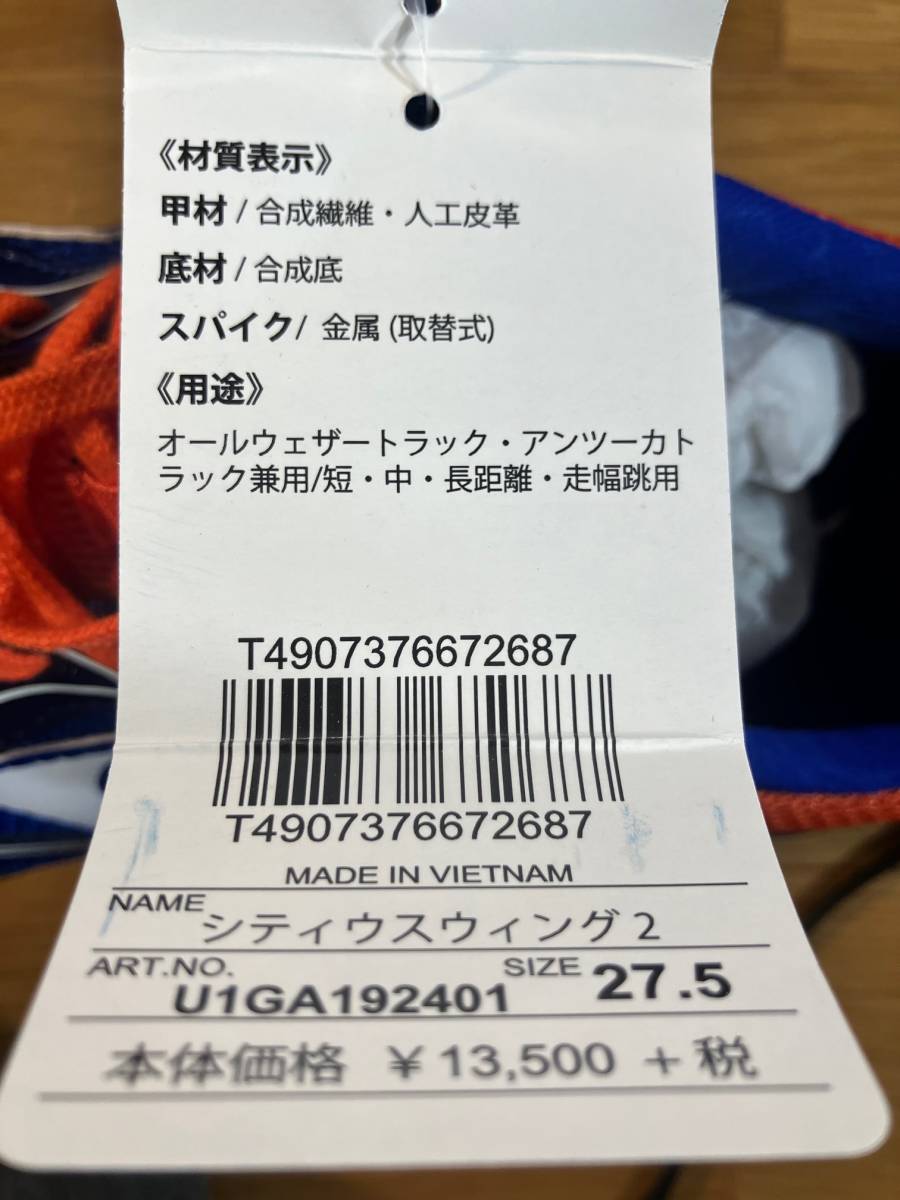 《材質表示》
甲材 / 合成繊維・人工皮革
底材 / 合成底
スパイク/ 金属 (取替式)
《用途》
オールウェザートラック・アンツーカト
ラック兼用/短・中・長距離・走幅跳用
T4907376672687
T4907376672687
MADE IN VIETNAM
NAME シティウスウィング 2
ART.NO. U1GA192401 SIZE 27.5
本体価格 ¥ 13,500 + 税